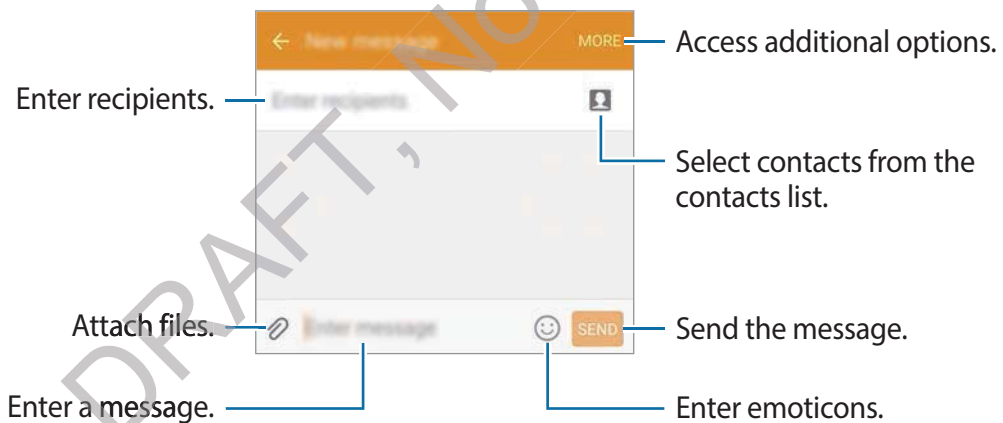 New message
MORE
Access additional options.
Enter recipients.
Enter recipients
Select contacts from the
contacts list.
Attach files.
Enter message
SEND
Send the message.
Enter a message.
Enter emoticons.
DRAFT, No